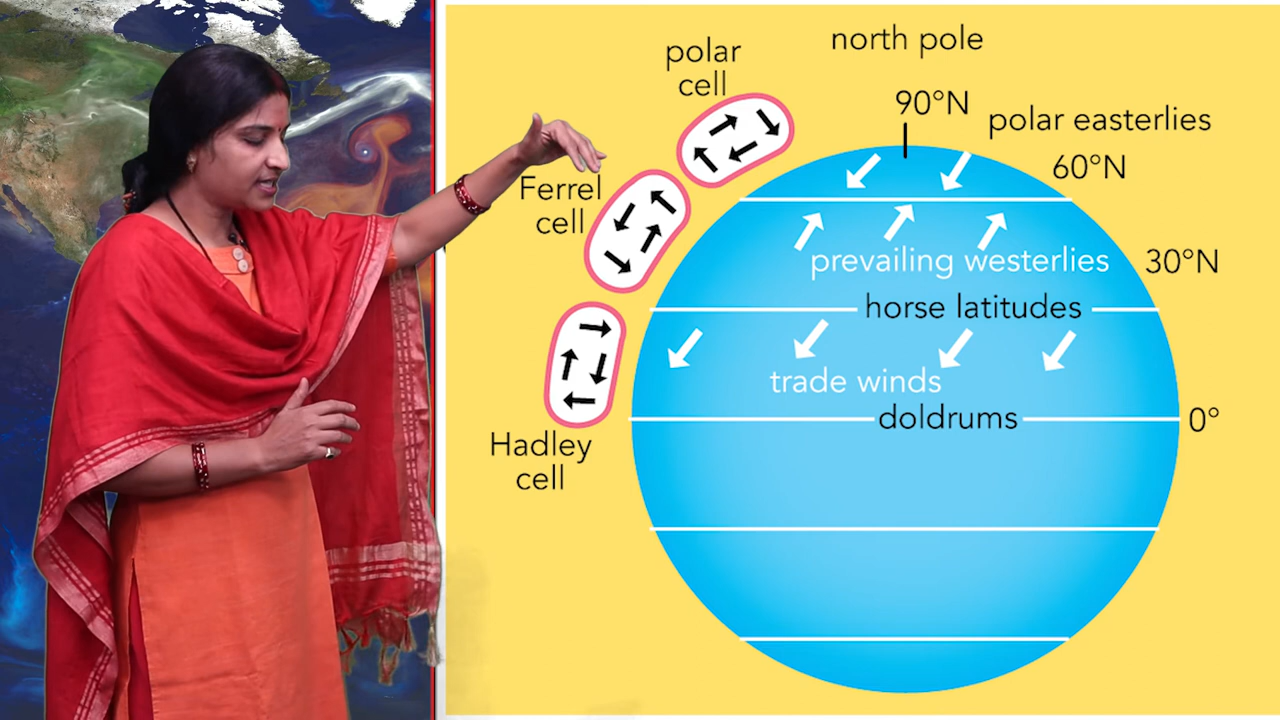 north pole
polar
cell
90°N
polar easterlies
60°N
Ferrel
cell
prevailing westerlies
30°N
horse latitudes
trade winds
doldrums
0°
Hadley
cell